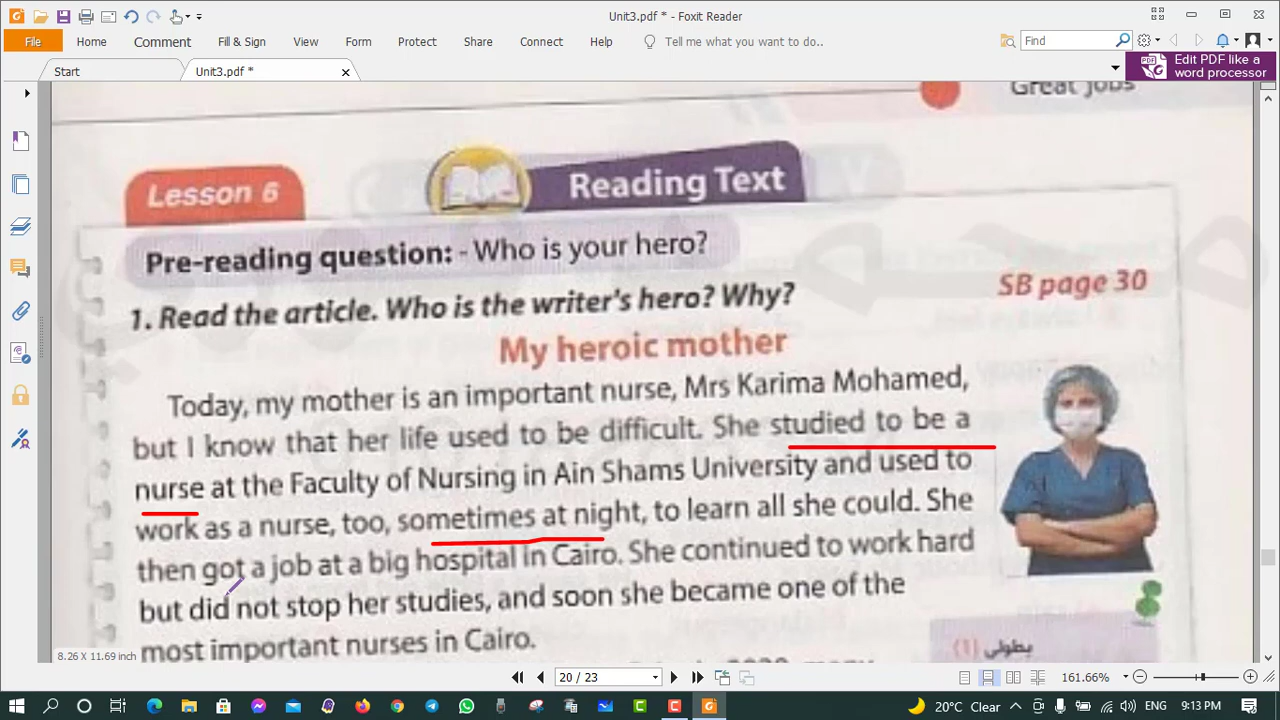 Unit3.pdf * - Foxit Reader
File Home Comment Fill & Sign View Form Protect Share Connect Help Tell me what you want to do.. Find
Start Unit3.pdf * Edit PDF like a
word processor
Great Jobs
Lesson 6 Reading Text
Pre-reading question: - Who is your hero?
1. Read the article. Who is the writer's hero? Why? SB page 30
My heroic mother
Today, my mother is an important nurse, Mrs Karima Mohamed,
but I know that her life used to be difficult. She studied to be a
nurse at the Faculty of Nursing in Ain Shams University and used to
work as a nurse, too, sometimes at night, to learn all she could. She
then got a job at a big hospital in Cairo. She continued to work hard
but did not stop her studies, and soon she became one of the
most important nurses in Cairo.
بطولى (1)
8.26 X 11.69 inch
20 / 23 161.66%
20°C Clear ENG 9:13 PM